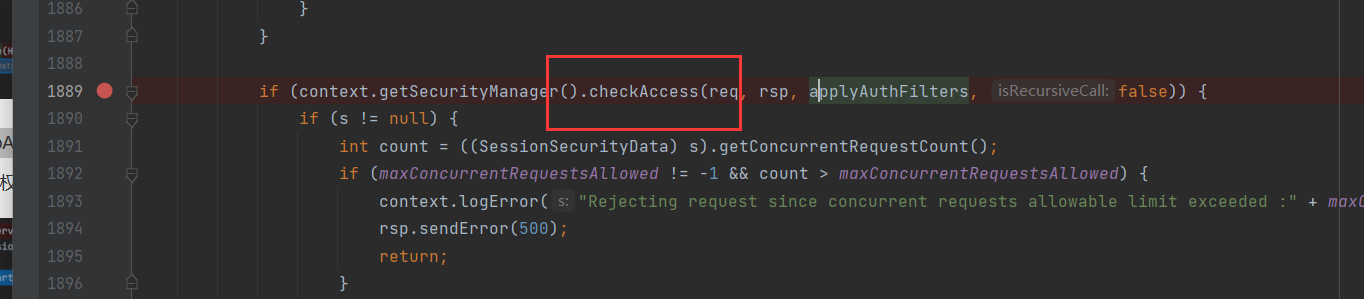 1886 }
1887 }
1888
1889 if (context.getSecurityManager().checkAccess(req, rsp, applyAuthFilters, isRecursiveCall: false)) {
1890 if (s != null) {
1891 int count = ((SessionSecurityData) s).getConcurrentRequestCount();
1892 if (maxConcurrentRequestsAllowed != -1 && count > maxConcurrentRequestsAllowed) {
1893 context.logError( s: "Rejecting request since concurrent requests allowable limit exceeded :" + maxC
1894 rsp.sendError(500);
1895 return;
1896 }